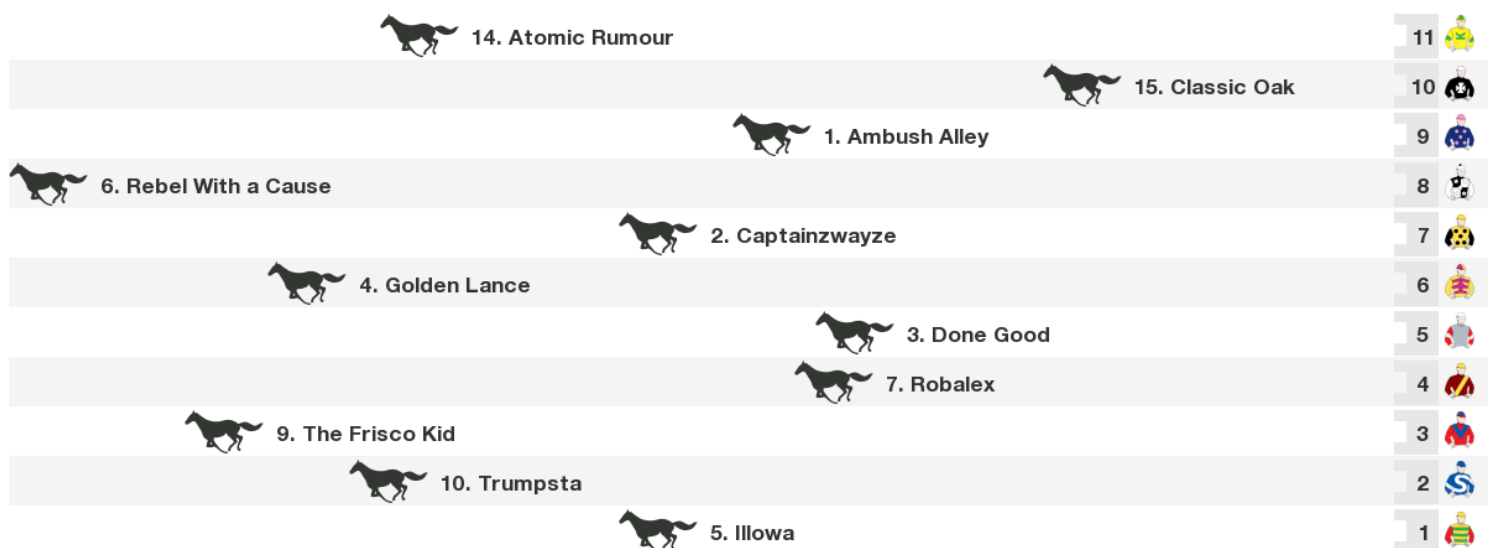 14. Atomic Rumour 11
15. Classic Oak 10
1. Ambush Alley 9
6. Rebel With a Cause 8
2. Captainzwayze 7
4. Golden Lance 6
3. Done Good 5
7. Robalex 4
9. The Frisco Kid 3
10. Trumpsta 2
5. Illowa 1